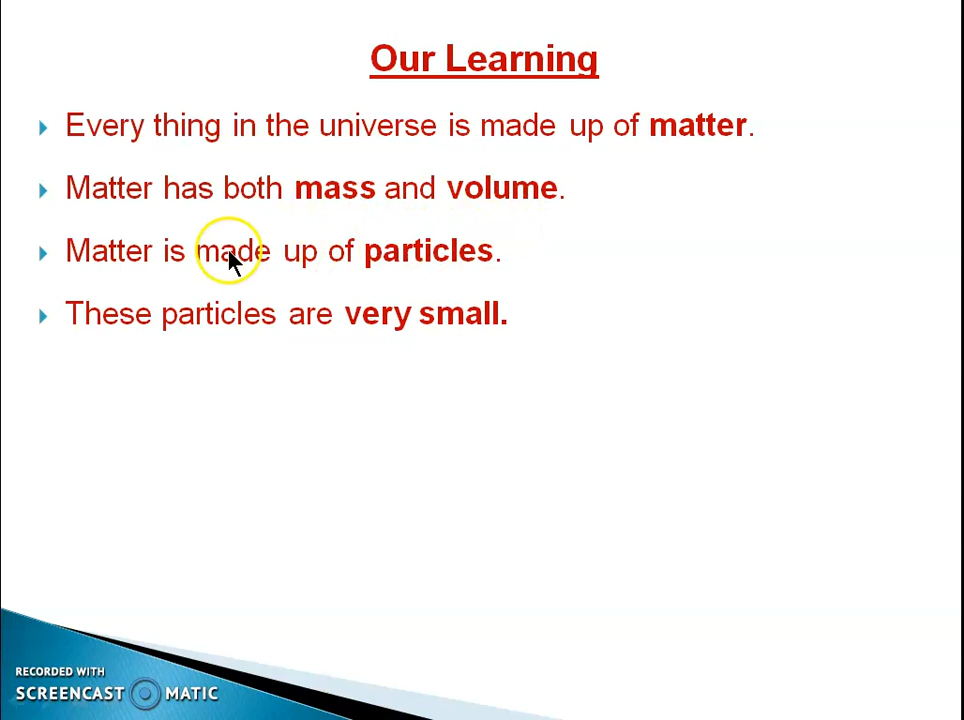 Our Learning
Every thing in the universe is made up of matter.
Matter has both mass and volume.
Matter is made up of particles.
These particles are very small.
RECORDED WITH
SCREENCAST MATIC